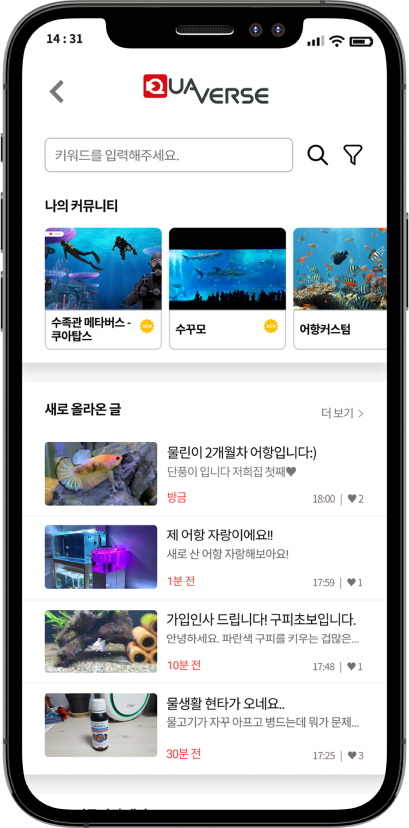 14:31
QUAVERSE
키워드를 입력해주세요.
나의 커뮤니티
수족관 메타버스 -
쿠아탑스
NEW
수꾸모
NEW
어항커스텀
새로 올라온 글
더 보기 >
물린이 2개월차 어항입니다:)
단풍이 입니다 저희집 첫째♥
방금
18:00 | ♥ 2
제 어항 자랑이에요!!
새로 산 어항 자랑해보아요!
1분 전
17:59 | ♥ 1
가입인사 드립니다! 구피초보입니다.
안녕하세요. 파란색 구피를 키우는 겁많은...
10분 전
17:48 | ♥ 1
물생활 현타가 오네요..
물고기가 자꾸 아프고 병드는데 뭐가 문제...
30분 전
17:25 | ♥ 3